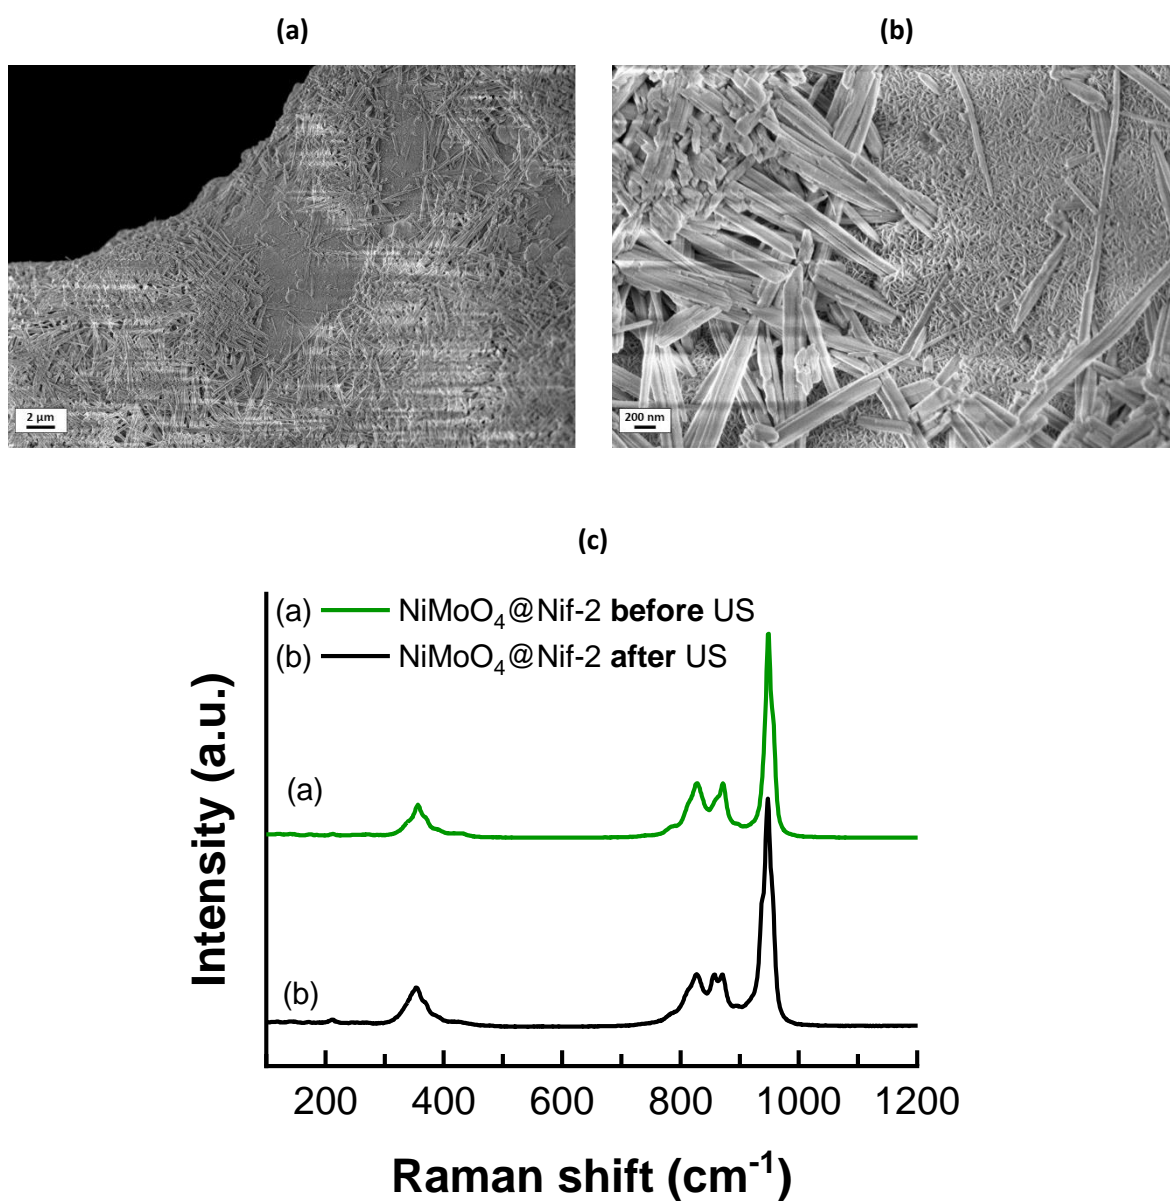 (a)
(b)
2 µm
200 nm
(c)
(a) NiMoO₄@Nif-2 before US
(b) NiMoO₄@Nif-2 after US
(a)
(b)
Intensity (a.u.)
200 400 600 800 1000 1200
Raman shift (cm⁻¹)